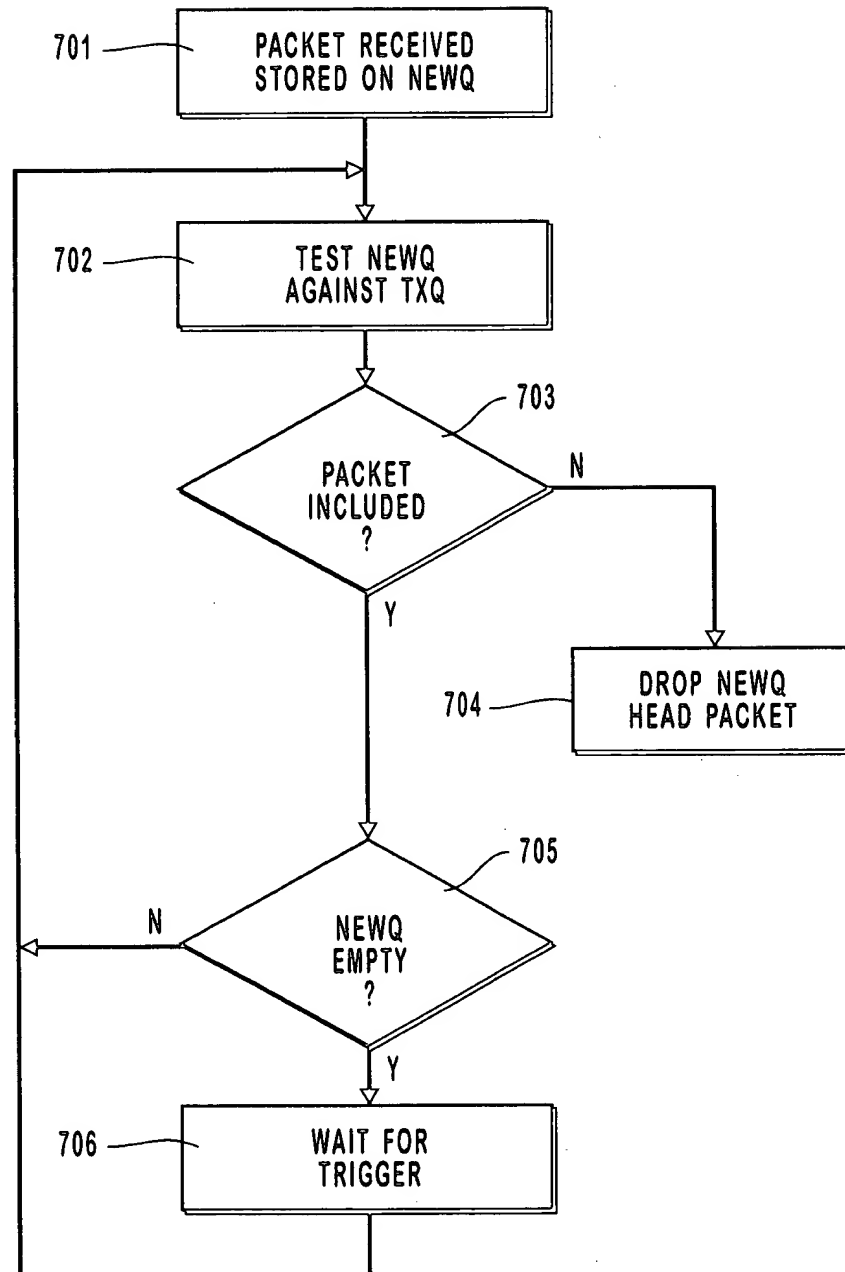 701
PACKET RECEIVED
STORED ON NEWQ
702
TEST NEWQ
AGAINST TXQ
703
PACKET
INCLUDED
?
N
Y
704
DROP NEWQ
HEAD PACKET
705
N
NEWQ
EMPTY
?
Y
706
WAIT FOR
TRIGGER